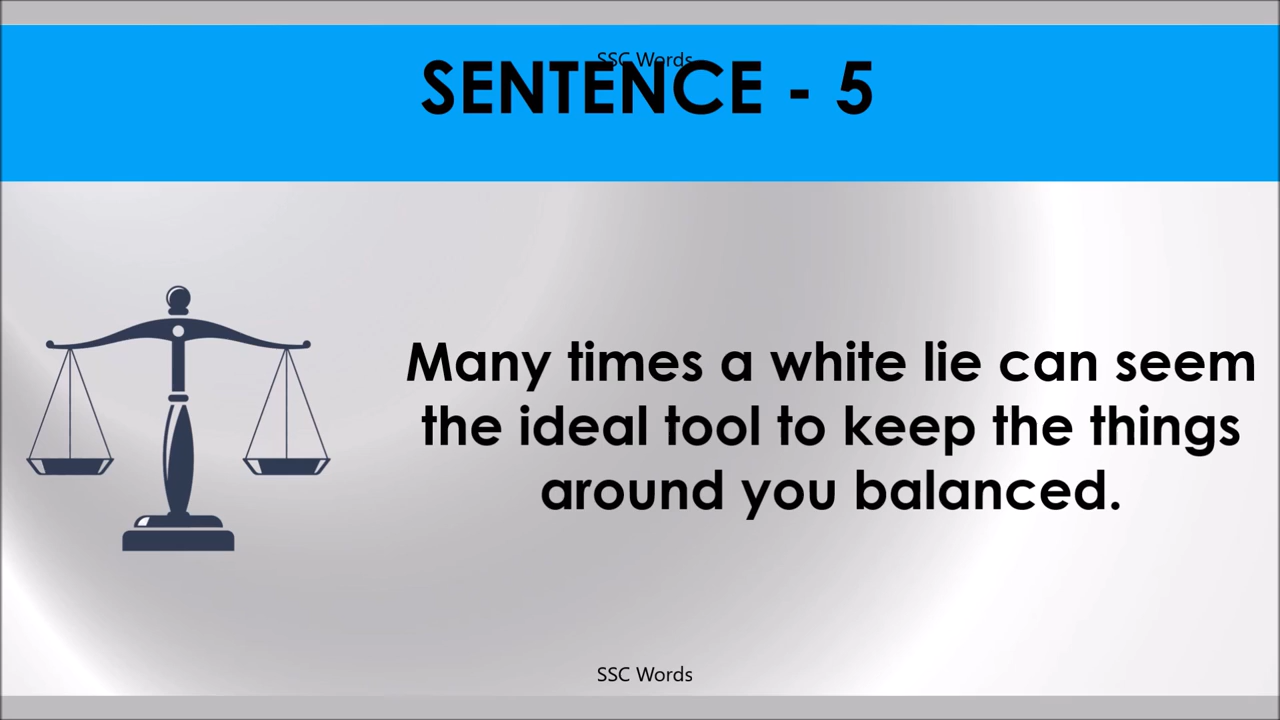 SSC Words
SENTENCE - 5
Many times a white lie can seem
the ideal tool to keep the things
around you balanced.
SSC Words